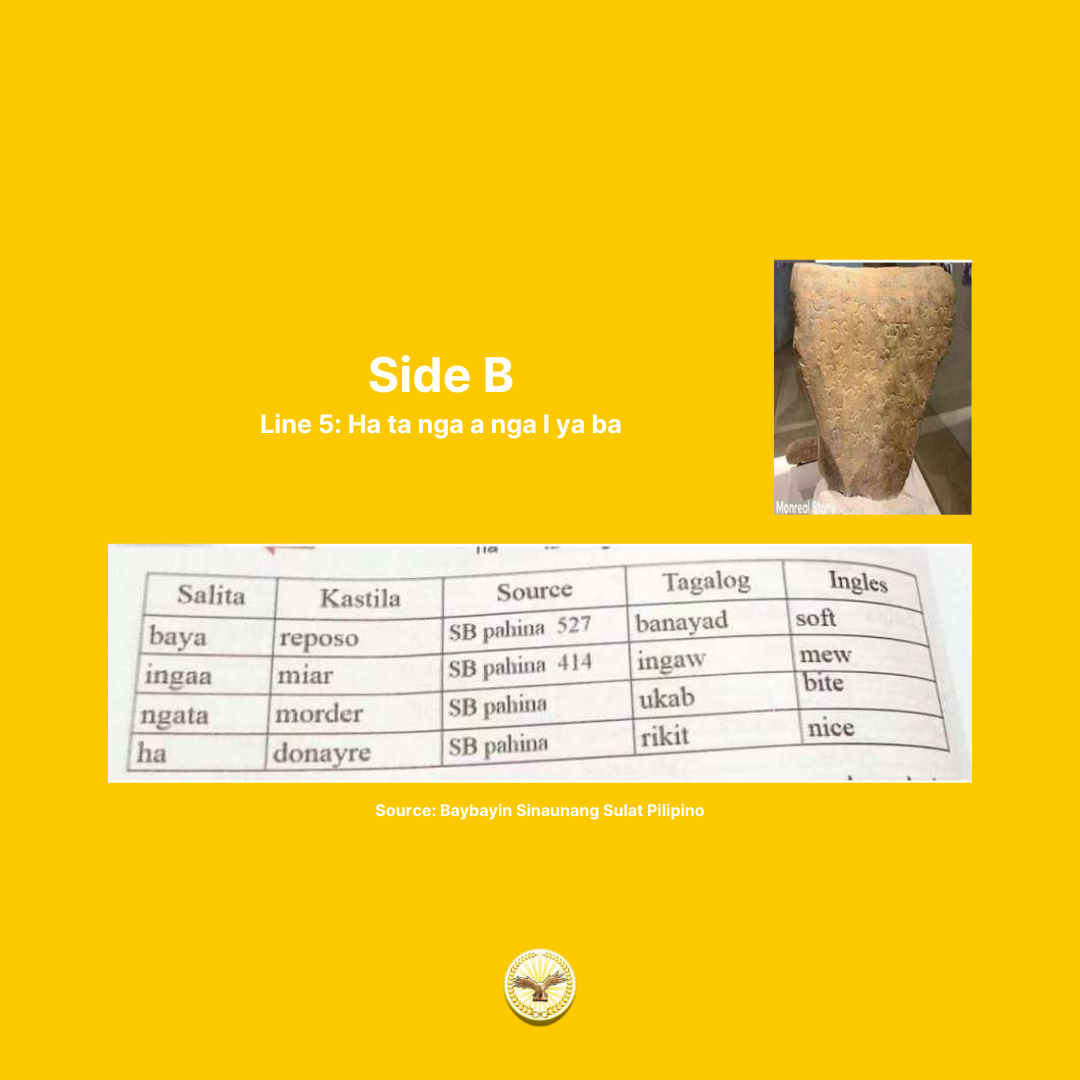 Side B
Line 5: Ha ta nga a nga I ya ba
Monreal Stone
Salita Kastila Source Tagalog Ingles
baya reposo SB pahina 527 banayad soft
ingaa miar SB pahina 414 ingaw mew
ngata morder SB pahina ukab bite
ha donayre SB pahina rikit nice
Source: Baybayin Sinaunang Sulat Pilipino